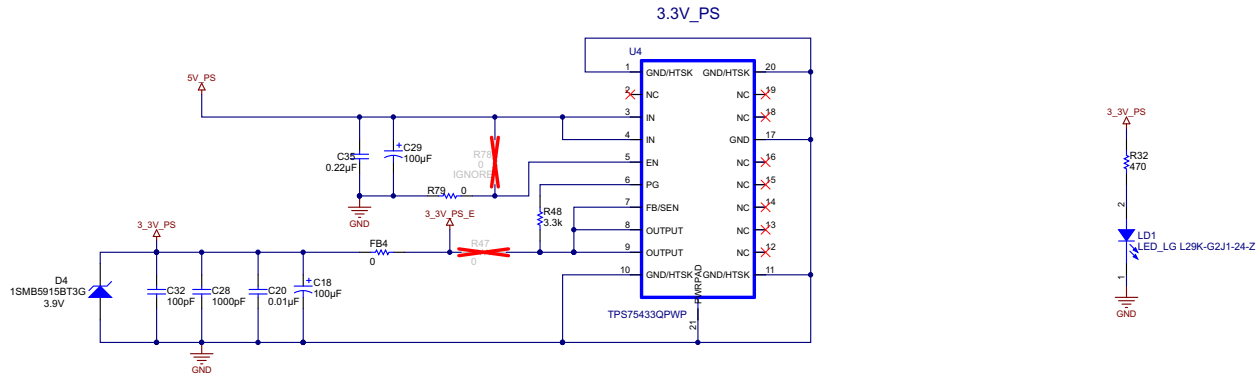 3.3V_PS
U4
1 GND/HTSK GND/HTSK 20
2 NC NC 19
3 IN NC 18
4 IN GND 17
5 EN NC 16
6 PG NC 15
7 FB/SEN NC 14
8 OUTPUT NC 13
9 OUTPUT NC 12
10 GND/HTSK GND/HTSK 11
PWRPAD
21
TPS75433QPWP
5V_PS
C35
0.22µF
C29
100µF
R78
0
IGNORE
R79 0
GND
3_3V_PS_E
R48
3.3k
R47
0
3_3V_PS
FB4
0
D4
1SMB5915BT3G
3.9V
C32
100pF
C28
1000pF
C20
0.01µF
C18
100µF
GND
3_3V_PS
R32
470
2
LD1
LED_LG L29K-G2J1-24-Z
1
GND